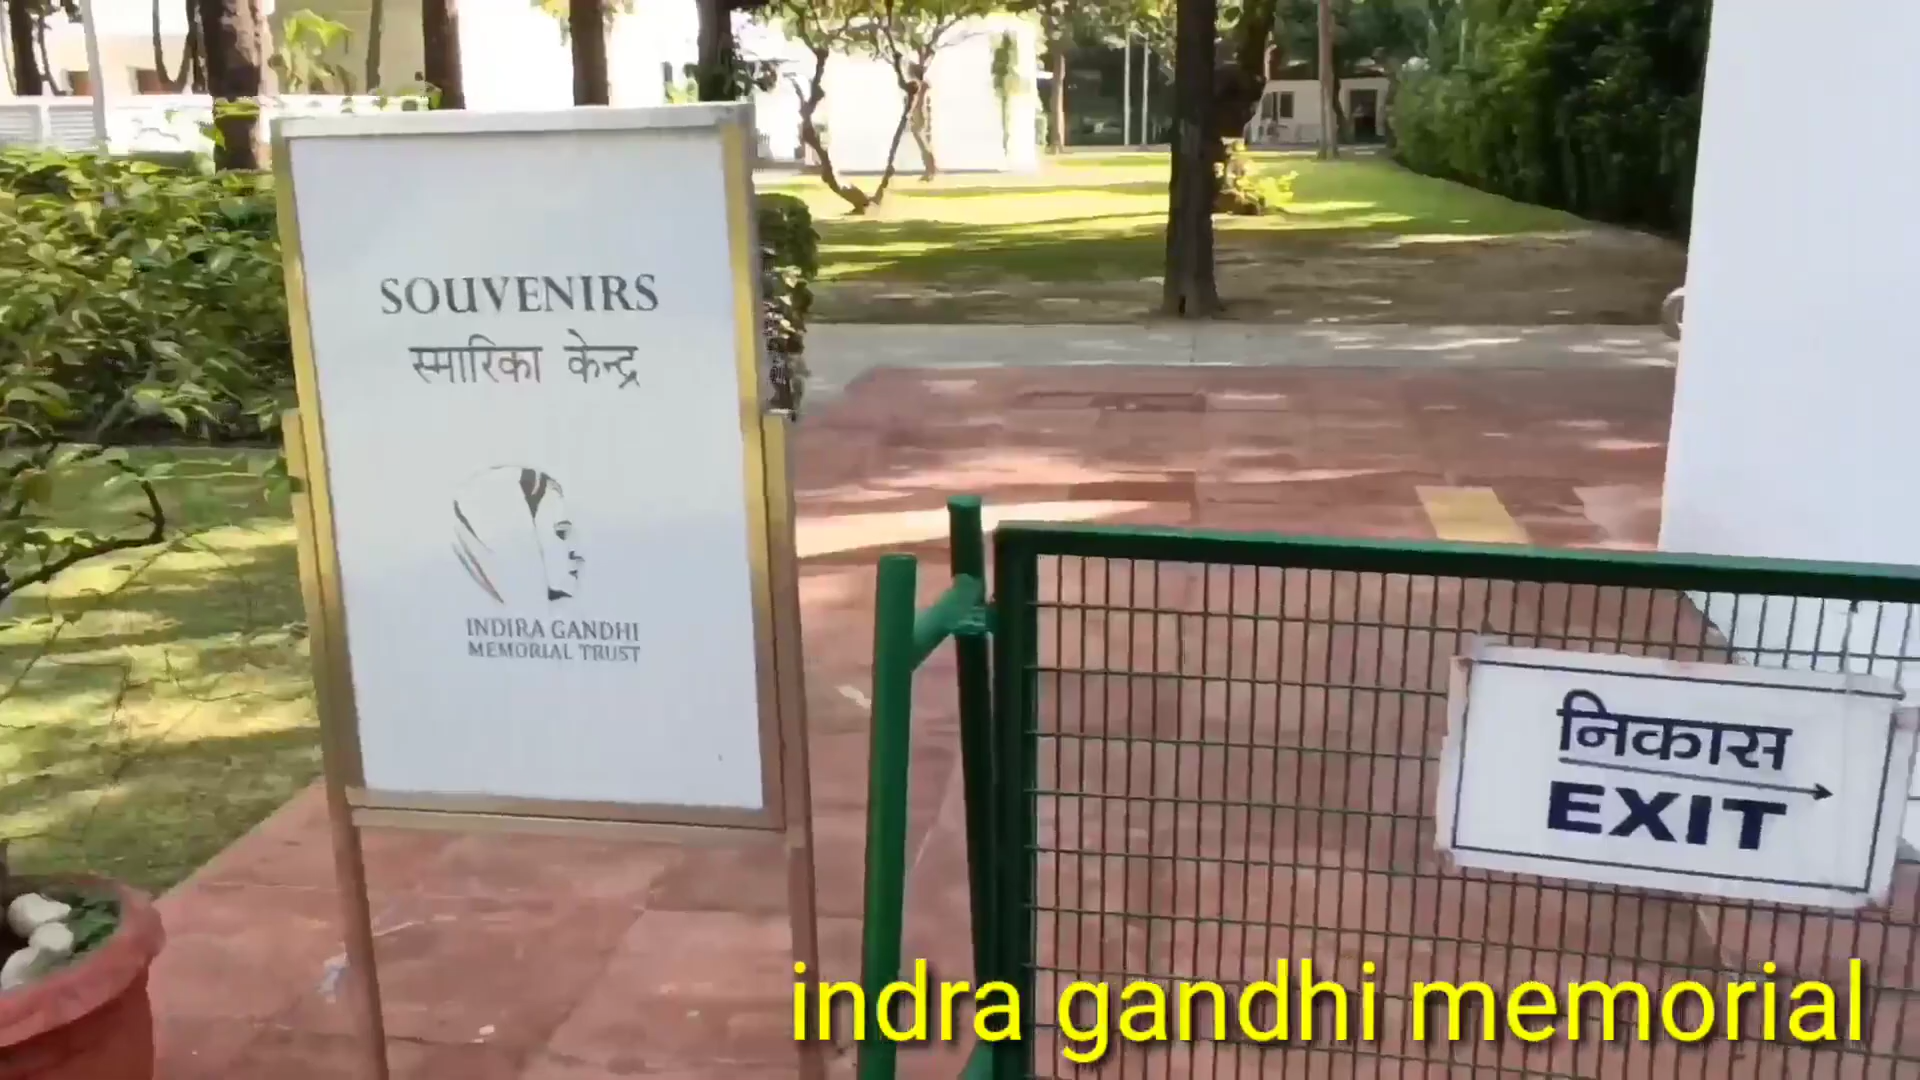 SOUVENIRS
स्मारिका केन्द्र
INDIRA GANDHI
MEMORIAL TRUST
निकास
EXIT
indra gandhi memorial